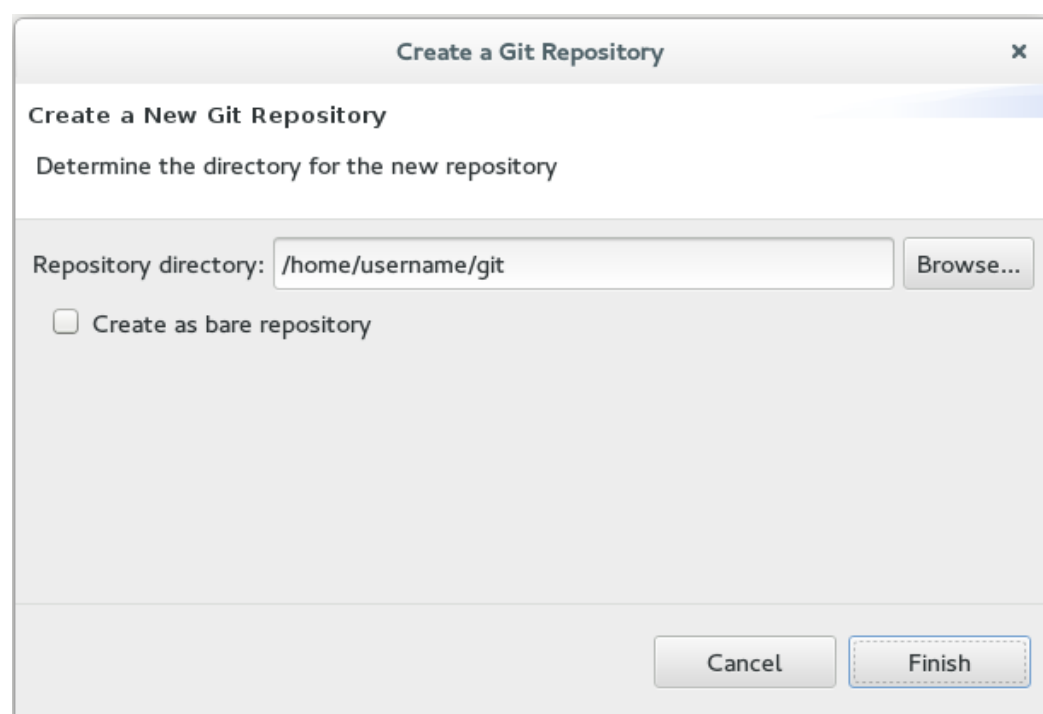 Create a Git Repository
Create a New Git Repository
Determine the directory for the new repository
Repository directory: /home/username/git Browse...
Create as bare repository
Cancel Finish